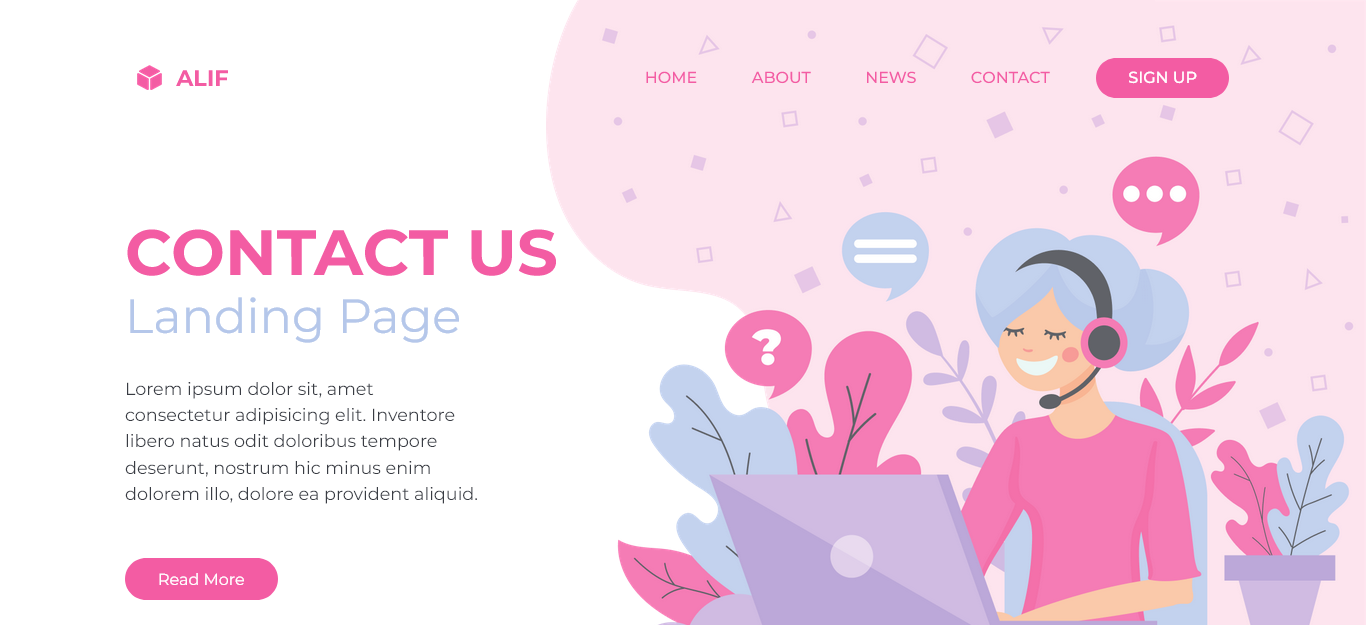 ALIF
HOME ABOUT NEWS CONTACT SIGN UP
CONTACT US
Landing Page
Lorem ipsum dolor sit, amet
consectetur adipisicing elit. Inventore
libero natus odit doloribus tempore
deserunt, nostrum hic minus enim
dolorem illo, dolore ea provident aliquid.
Read More
?